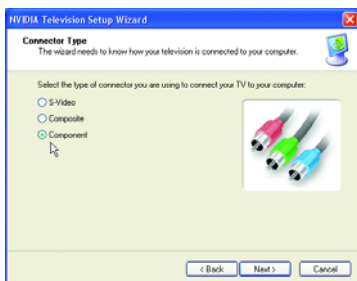 NVIDIA Television Setup Wizard
Connector Type
The wizard needs to know how your television is connected to your computer.
Select the type of connector you are using to connect your TV to your computer:
S-Video
Composite
Component
< Back
Next >
Cancel